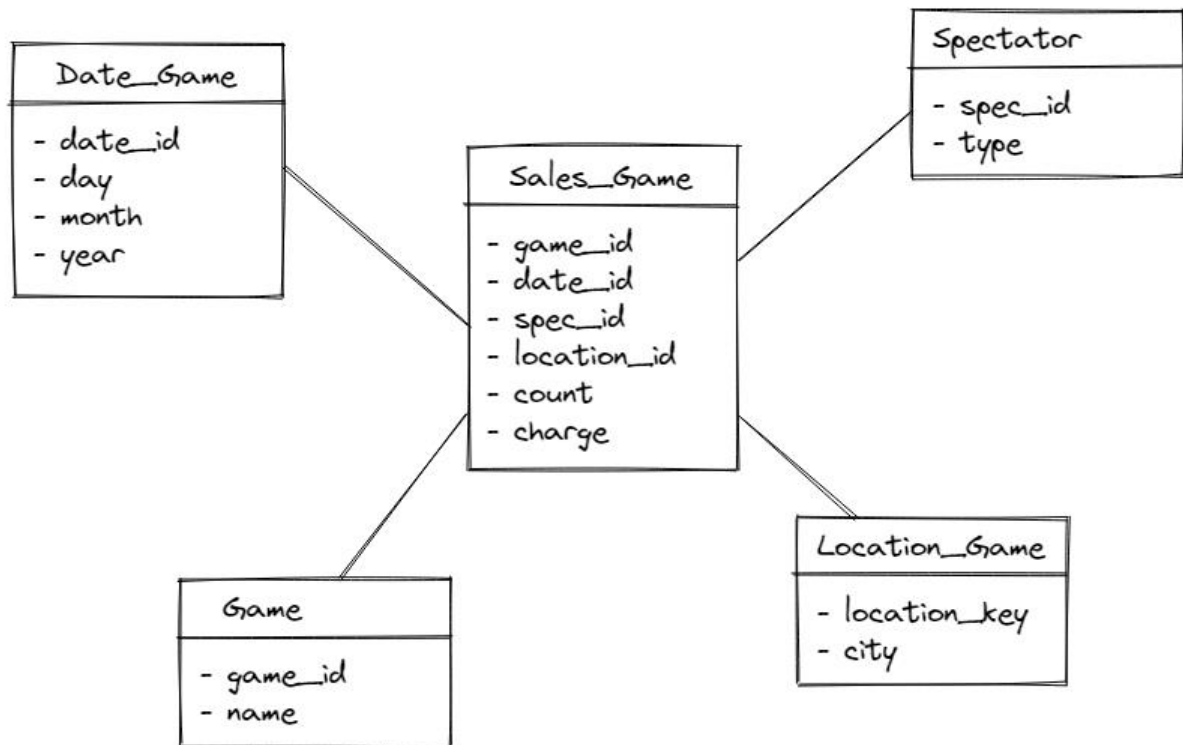 Date_Game
- date_id
- day
- month
- year
Spectator
- spec_id
- type
Sales_Game
- game_id
- date_id
- spec_id
- location_id
- count
- charge
Game
- game_id
- name
Location_Game
- location_key
- city